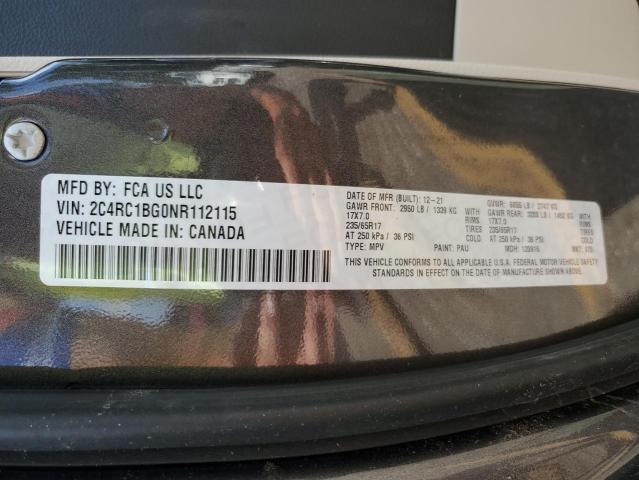 MFD BY: FCA US LLC
VIN: 2C4RC1BG0NR112115
VEHICLE MADE IN: CANADA
DATE OF MFR (BUILT): 12-21 GVWR:
GAWR FRONT: 2950 LB / 1339 KG GAWR REAR:
17X7.0 RIMS 17X7.0
235/65R17 TIRES 235/65R17
AT 250 kPa / 36 PSI COLD AT 250 kPa / 36 PSI
TYPE: MPV PAINT: PAU MDH:
THIS VEHICLE CONFORMS TO ALL APPLICABLE U.S.A. FEDERAL MOTOR VEHICLE SAFETY
STANDARDS IN EFFECT ON THE DATE OF MANUFACTURE SHOWN ABOVE.